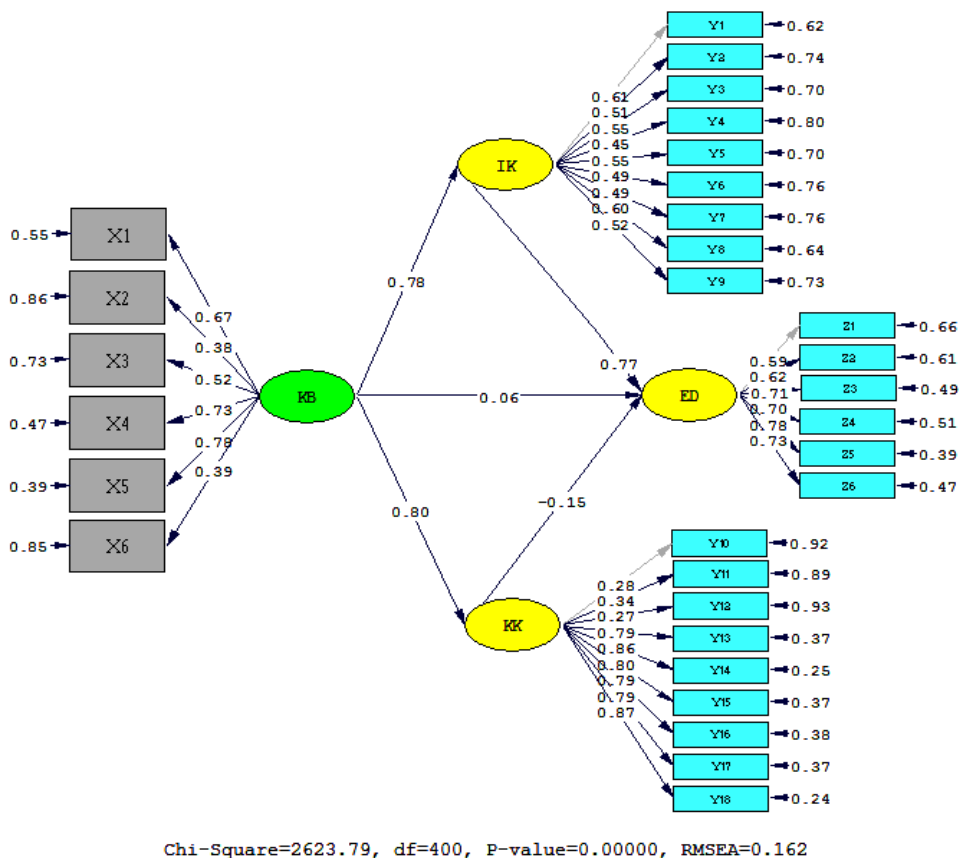 Y1
0.62
Y2
0.74
Y3
0.70
Y4
0.80
Y5
0.70
Y6
0.76
Y7
0.76
Y8
0.64
Y9
0.73
0.61
0.51
0.55
0.45
0.55
0.49
0.49
0.60
0.52
IK
0.55
X1
0.86
X2
0.73
X3
0.47
X4
0.39
X5
0.85
X6
0.67
0.38
0.52
0.73
0.78
0.39
KB
0.78
0.77
0.06
0.80
-0.15
ED
0.59
0.62
0.71
0.70
0.78
0.73
Z1
0.66
Z2
0.61
Z3
0.49
Z4
0.51
Z5
0.39
Z6
0.47
KK
0.28
0.34
0.27
0.79
0.86
0.80
0.79
0.79
0.87
Y10
0.92
Y11
0.89
Y12
0.93
Y13
0.37
Y14
0.25
Y15
0.37
Y16
0.38
Y17
0.37
Y18
0.24
Chi-Square=2623.79, df=400, P-value=0.00000, RMSEA=0.162